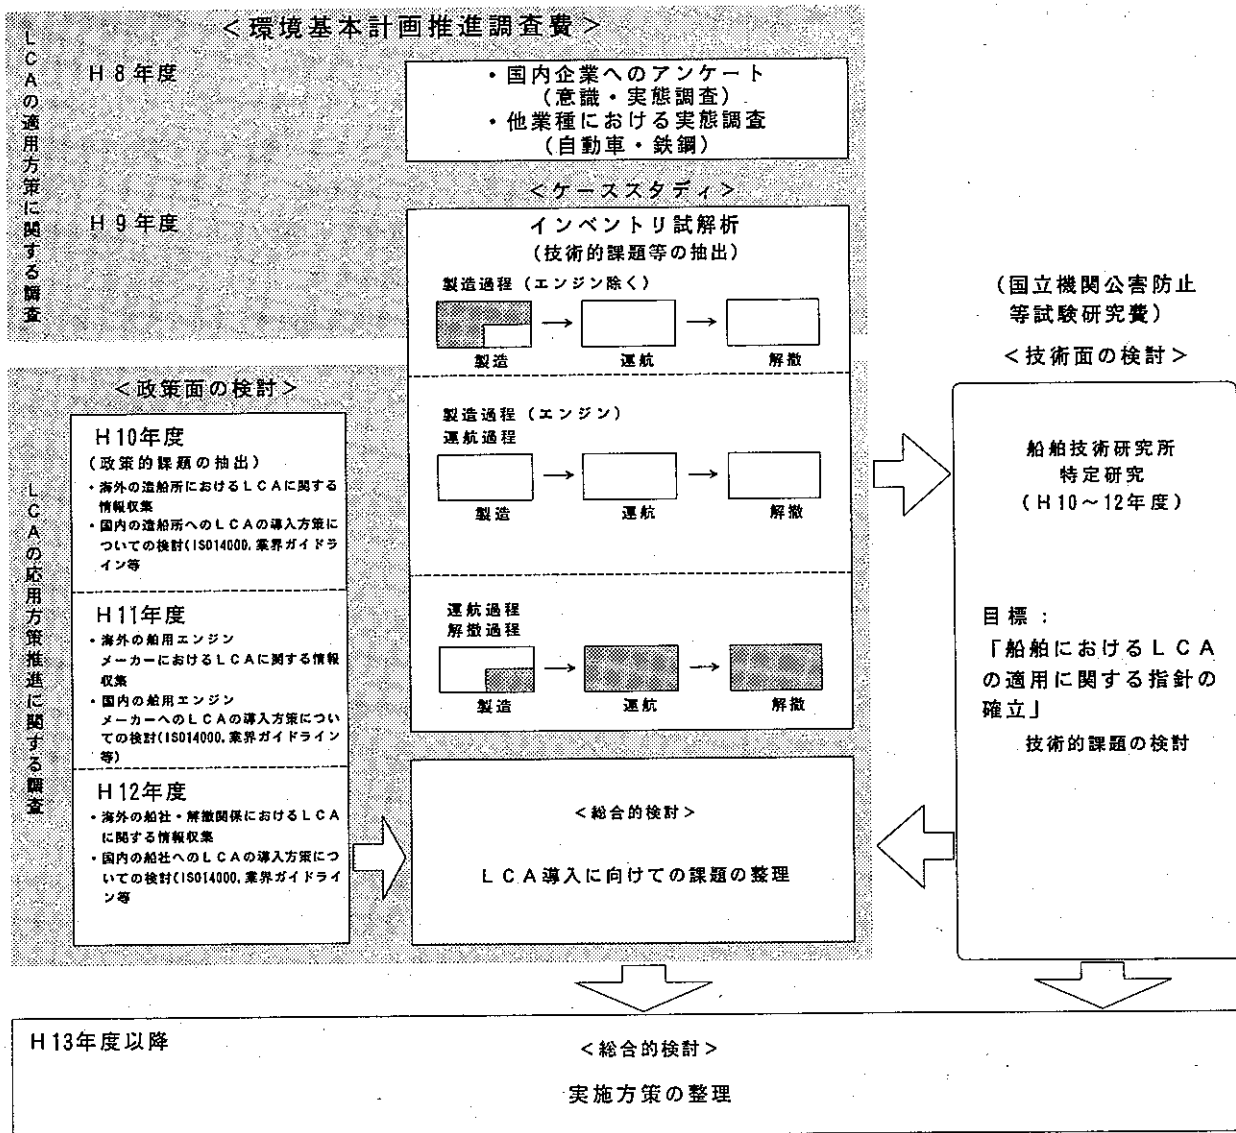 ＜環境基本計画推進調査費＞
LCAの適用方策に関する調査
H8年度
・国内企業へのアンケート
（意識・実態調査）
・他業種における実態調査
（自動車・鉄鋼）
＜ケーススタディ＞
H9年度
インベントリ試解析
(技術的課題等の抽出)
製造過程（エンジン除く）
製造
運航
解撤
製造過程（エンジン）
運航過程
製造
運航
解撤
運航過程
解撤過程
製造
運航
解撤
＜政策面の検討＞
LCAの応用方策推進に関する調査
H10年度
(政策的課題の抽出)
・海外の造船所におけるLCAに関する
情報収集
・国内の造船所へのLCAの導入方策に
ついての検討(ISO14000,業界ガイドラ
イン等
H11年度
・海外の舶用エンジン
メーカーにおけるLCAに関する情報
収集
・国内の舶用エンジン
メーカーへのLCAの導入方策につい
ての検討(ISO14000,業界ガイドライン
等)
H12年度
・海外の船社・解撤関係におけるLCA
に関する情報収集
・国内の船社へのLCAの導入方策につ
いての検討(ISO14000,業界ガイドライ
ン等
＜総合的検討＞
LCA導入に向けての課題の整理
（国立機関公害防止
等試験研究費）
＜技術面の検討＞
船舶技術研究所
特定研究
（H10～12年度）
目標：
「船舶におけるLCA
の適用に関する指針の
確立」
技術的課題の検討
H13年度以降
＜総合的検討＞
実施方策の整理